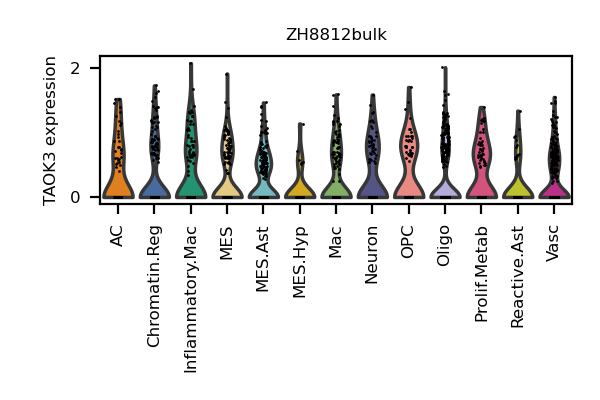 ZH8812bulk
TAOK3 expression
2
0
AC
Chromatin.Reg
Inflammatory.Mac
MES
MES.Ast
MES.Hyp
Mac
Neuron
OPC
Oligo
Prolif.Metab
Reactive.Ast
Vasc